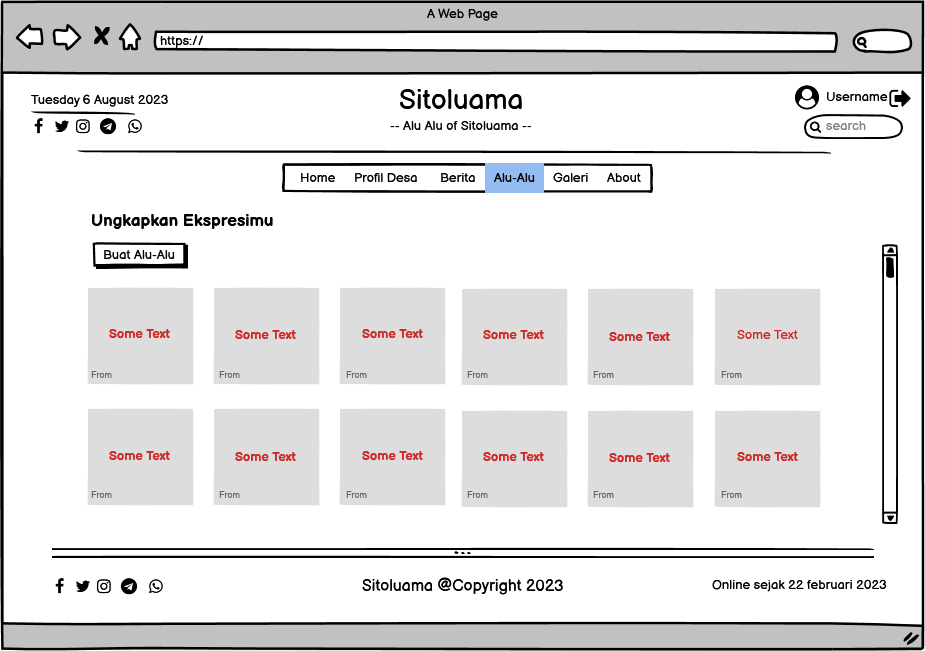 A Web Page
https://
Tuesday 6 August 2023
Sitoluama
-- Alu Alu of Sitoluama --
Username
search
Home Profil Desa Berita Alu-Alu Galeri About
Ungkapkan Ekspresimu
Buat Alu-Alu
Some Text Some Text Some Text Some Text Some Text Some Text
From From From From From From
Some Text Some Text Some Text Some Text Some Text Some Text
From From From From From From
Sitoluama @Copyright 2023
Online sejak 22 februari 2023